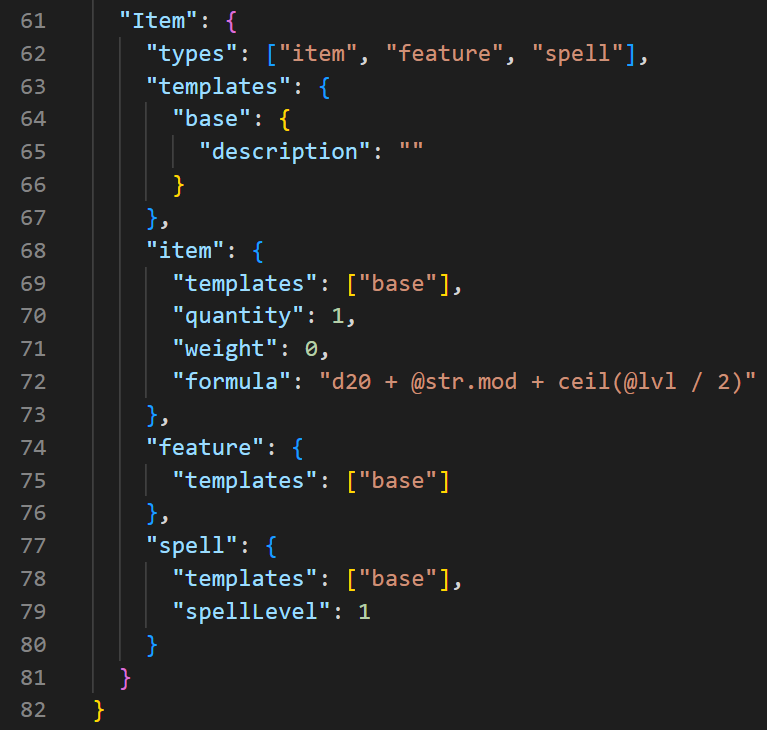 61 "Item": {
62 "types": ["item", "feature", "spell"],
63 "templates": {
64 "base": {
65 "description": ""
66 }
67 },
68 "item": {
69 "templates": ["base"],
70 "quantity": 1,
71 "weight": 0,
72 "formula": "d20 + @str.mod + ceil(@lvl / 2)"
73 },
74 "feature": {
75 "templates": ["base"]
76 },
77 "spell": {
78 "templates": ["base"],
79 "spellLevel": 1
80 }
81 }
82 }